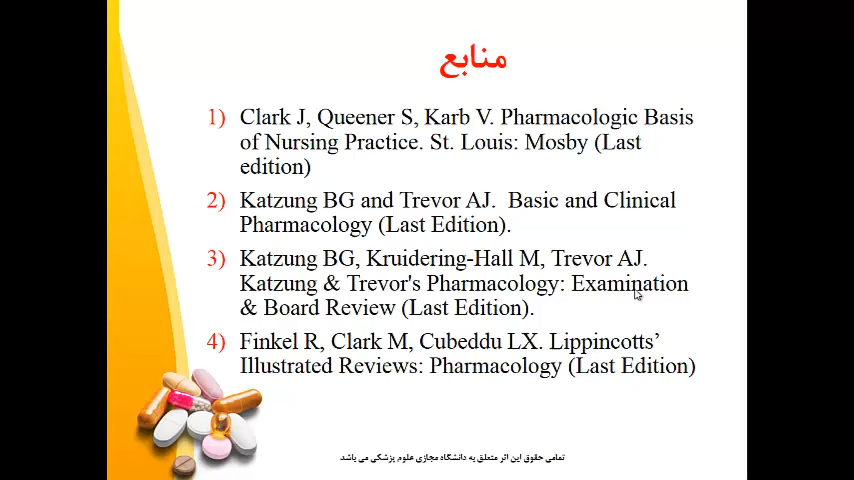 منابع
1) Clark J, Queener S, Karb V. Pharmacologic Basis
of Nursing Practice. St. Louis: Mosby (Last
edition)
2) Katzung BG and Trevor AJ. Basic and Clinical
Pharmacology (Last Edition).
3) Katzung BG, Kruidering-Hall M, Trevor AJ.
Katzung & Trevor's Pharmacology: Examination
& Board Review (Last Edition).
4) Finkel R, Clark M, Cubeddu LX. Lippincotts’
Illustrated Reviews: Pharmacology (Last Edition)
تمامی حقوق این اثر متعلق به دانشگاه مجازی علوم پزشکی می باشد